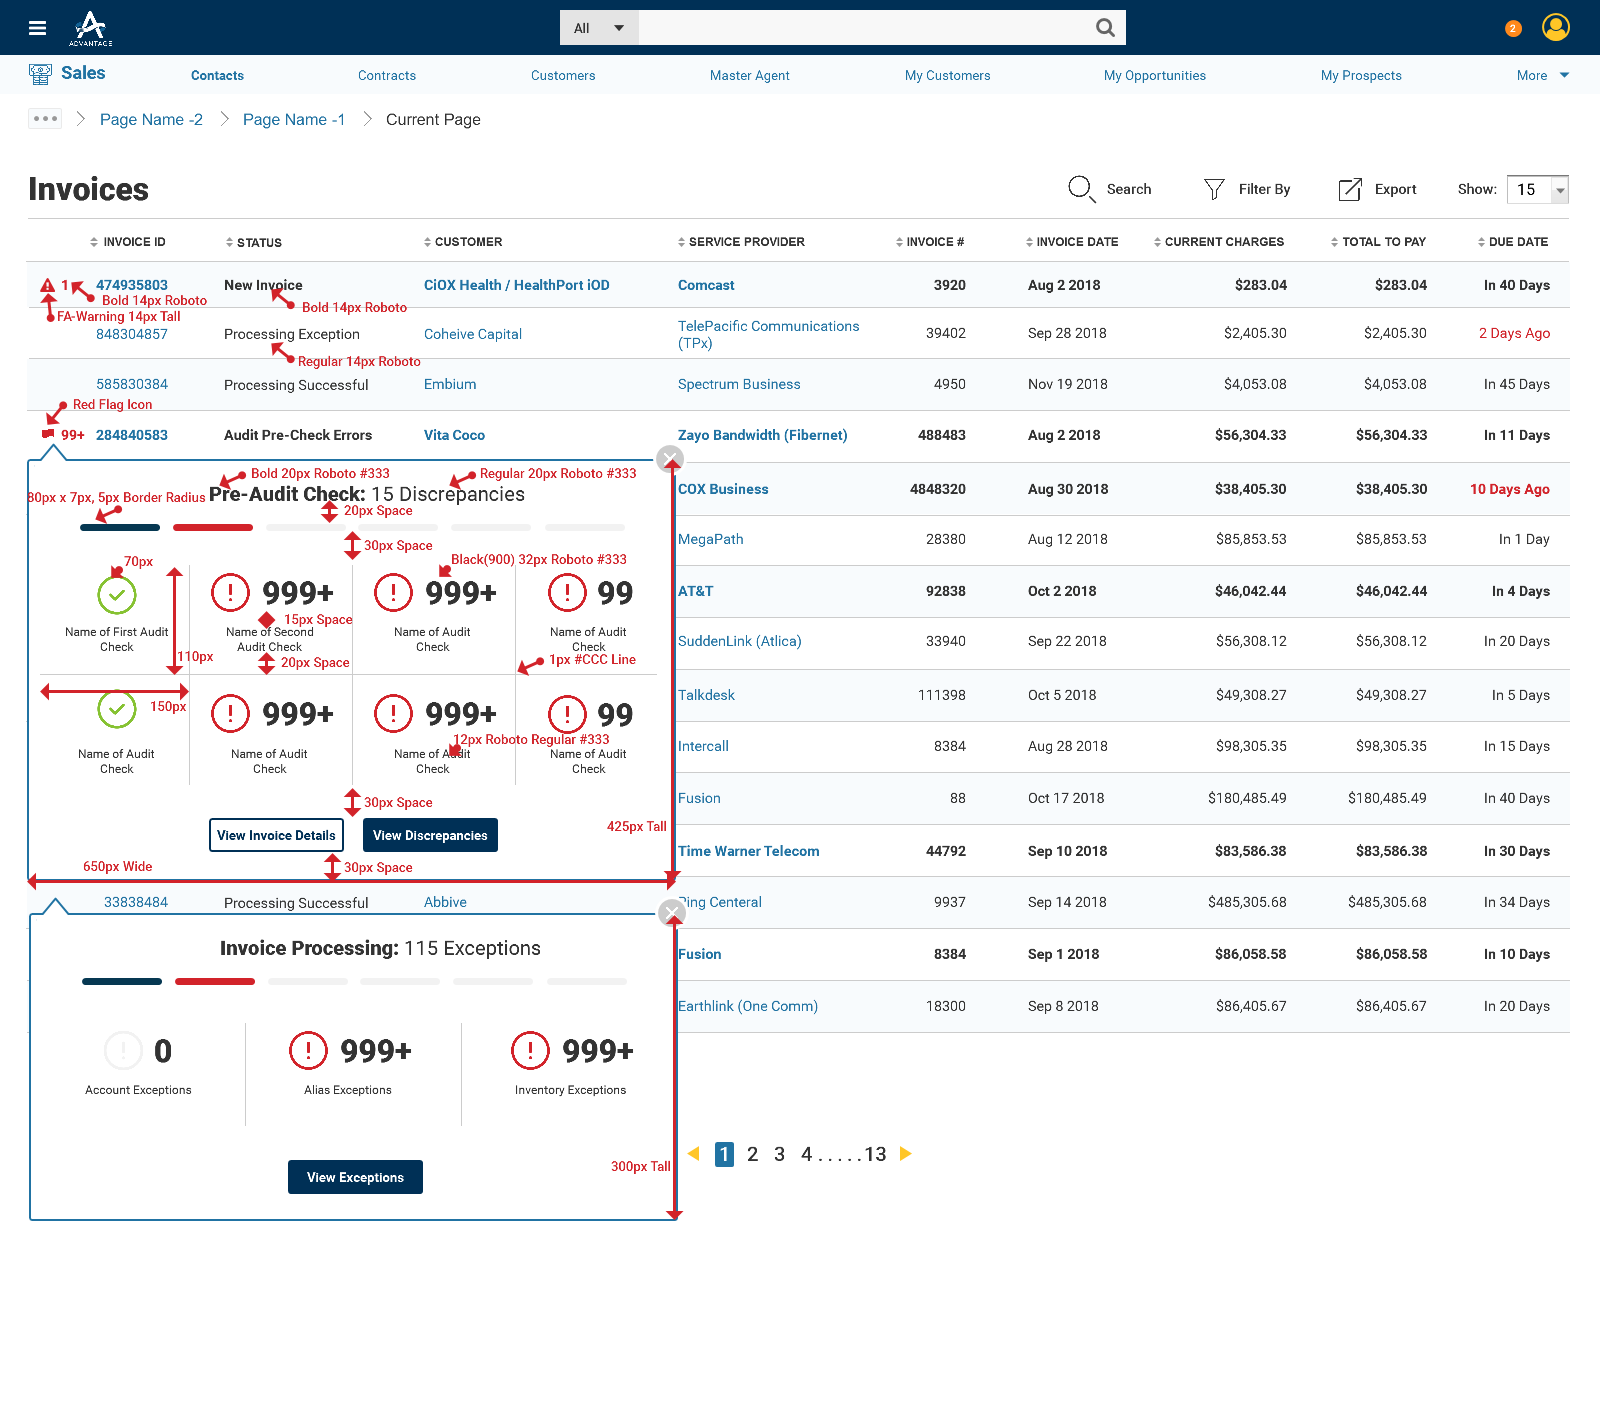 ADVANTAGE
All
2
Sales
Contacts
Contracts
Customers
Master Agent
My Customers
My Opportunities
My Prospects
More
Page Name -2
Page Name -1
Current Page
Invoices
Search
Filter By
Export
Show:
15
INVOICE ID STATUS CUSTOMER SERVICE PROVIDER INVOICE # INVOICE DATE CURRENT CHARGES TOTAL TO PAY DUE DATE
1 474935803 New Invoice CiOX Health / HealthPort iOD Comcast 3920 Aug 2 2018 $283.04 $283.04 In 40 Days
Bold 14px Roboto
Bold 14px Roboto
FA-Warning 14px Tall
848304857 Processing Exception Coheive Capital TelePacific Communications (TPx) 39402 Sep 28 2018 $2,405.30 $2,405.30 2 Days Ago
Regular 14px Roboto
585830384 Processing Successful Embium Spectrum Business 4950 Nov 19 2018 $4,053.08 $4,053.08 In 45 Days
Red Flag Icon
99+ 284840583 Audit Pre-Check Errors Vita Coco Zayo Bandwidth (Fibernet) 488483 Aug 2 2018 $56,304.33 $56,304.33 In 11 Days
COX Business 4848320 Aug 30 2018 $38,405.30 $38,405.30 10 Days Ago
MegaPath 28380 Aug 12 2018 $85,853.53 $85,853.53 In 1 Day
AT&T 92838 Oct 2 2018 $46,042.44 $46,042.44 In 4 Days
SuddenLink (Atlica) 33940 Sep 22 2018 $56,308.12 $56,308.12 In 20 Days
Talkdesk 111398 Oct 5 2018 $49,308.27 $49,308.27 In 5 Days
Intercall 8384 Aug 28 2018 $98,305.35 $98,305.35 In 15 Days
Fusion 88 Oct 17 2018 $180,485.49 $180,485.49 In 40 Days
Time Warner Telecom 44792 Sep 10 2018 $83,586.38 $83,586.38 In 30 Days
Bold 20px Roboto #333
Regular 20px Roboto #333
80px x 7px, 5px Border Radius
Pre-Audit Check: 15 Discrepancies
20px Space
30px Space
70px
Black(900) 32px Roboto #333
999+
999+
99
15px Space
Name of First Audit Check
Name of Second Audit Check
Name of Audit Check
Name of Audit Check
110px
20px Space
1px #CCC Line
150px
999+
999+
99
12px Roboto Regular #333
Name of Audit Check
Name of Audit Check
Name of Audit Check
Name of Audit Check
30px Space
425px Tall
View Invoice Details
View Discrepancies
650px Wide
30px Space
33838484 Processing Successful Abbive Ring Centeral 9937 Sep 14 2018 $485,305.68 $485,305.68 In 34 Days
Fusion 8384 Sep 1 2018 $86,058.58 $86,058.58 In 10 Days
Earthlink (One Comm) 18300 Sep 8 2018 $86,405.67 $86,405.67 In 20 Days
Invoice Processing: 115 Exceptions
0
999+
999+
Account Exceptions
Alias Exceptions
Inventory Exceptions
300px Tall
View Exceptions
1 2 3 4 ..... 13